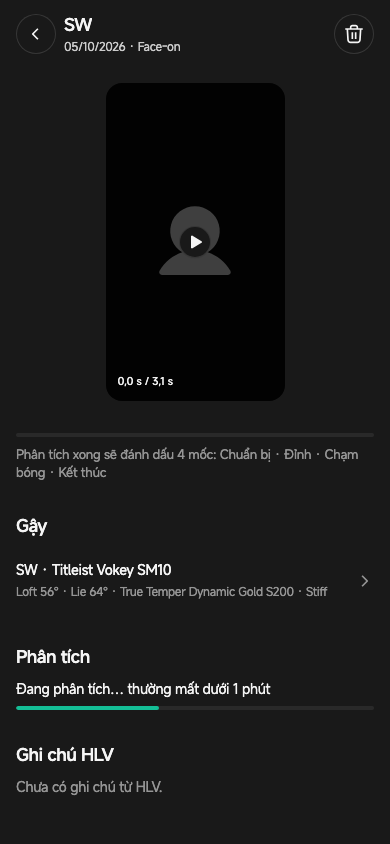 SW
05/10/2026 · Face-on
0,0 s / 3,1 s
Phân tích xong sẽ đánh dấu 4 mốc: Chuẩn bị · Đỉnh · Chạm
bóng · Kết thúc
Gậy
SW · Titleist Vokey SM10
Loft 56° · Lie 64° · True Temper Dynamic Gold S200 · Stiff
Phân tích
Đang phân tích... thường mất dưới 1 phút
Ghi chú HLV
Chưa có ghi chú từ HLV.